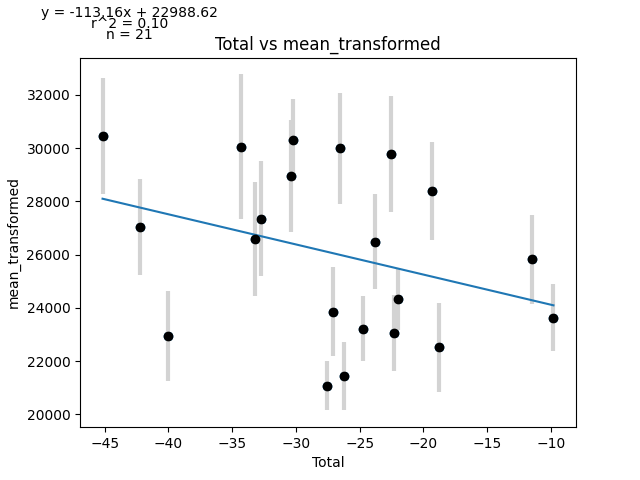 y = -113.16x + 22988.62
r^2 = 0.10
n = 21
Total vs mean_transformed
32000
30000
28000
26000
24000
22000
20000
mean_transformed
−45 −40 −35 −30 −25 −20 −15 −10
Total